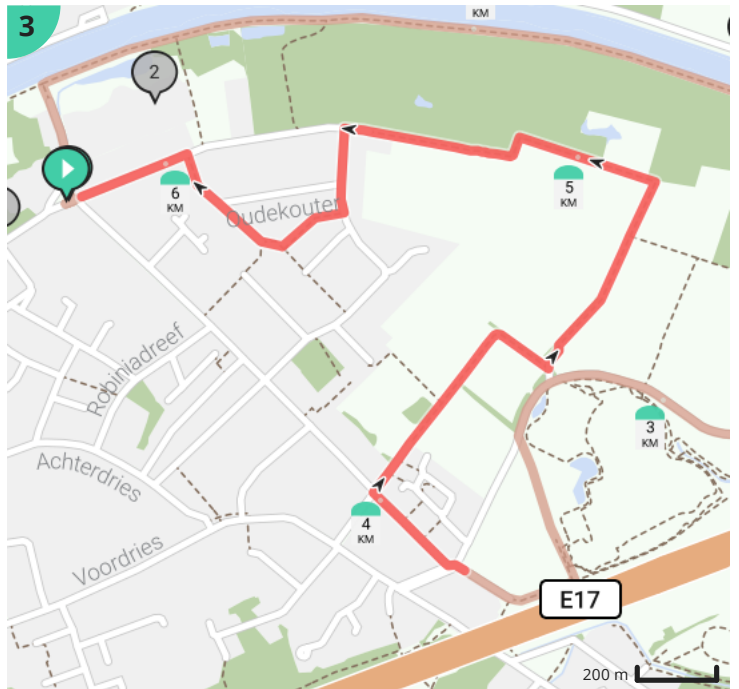 3
KM
2
6
KM
Oudekouter
5
KM
Robiniadreef
3
KM
Achterdries
4
KM
Voordries
E17
200 m